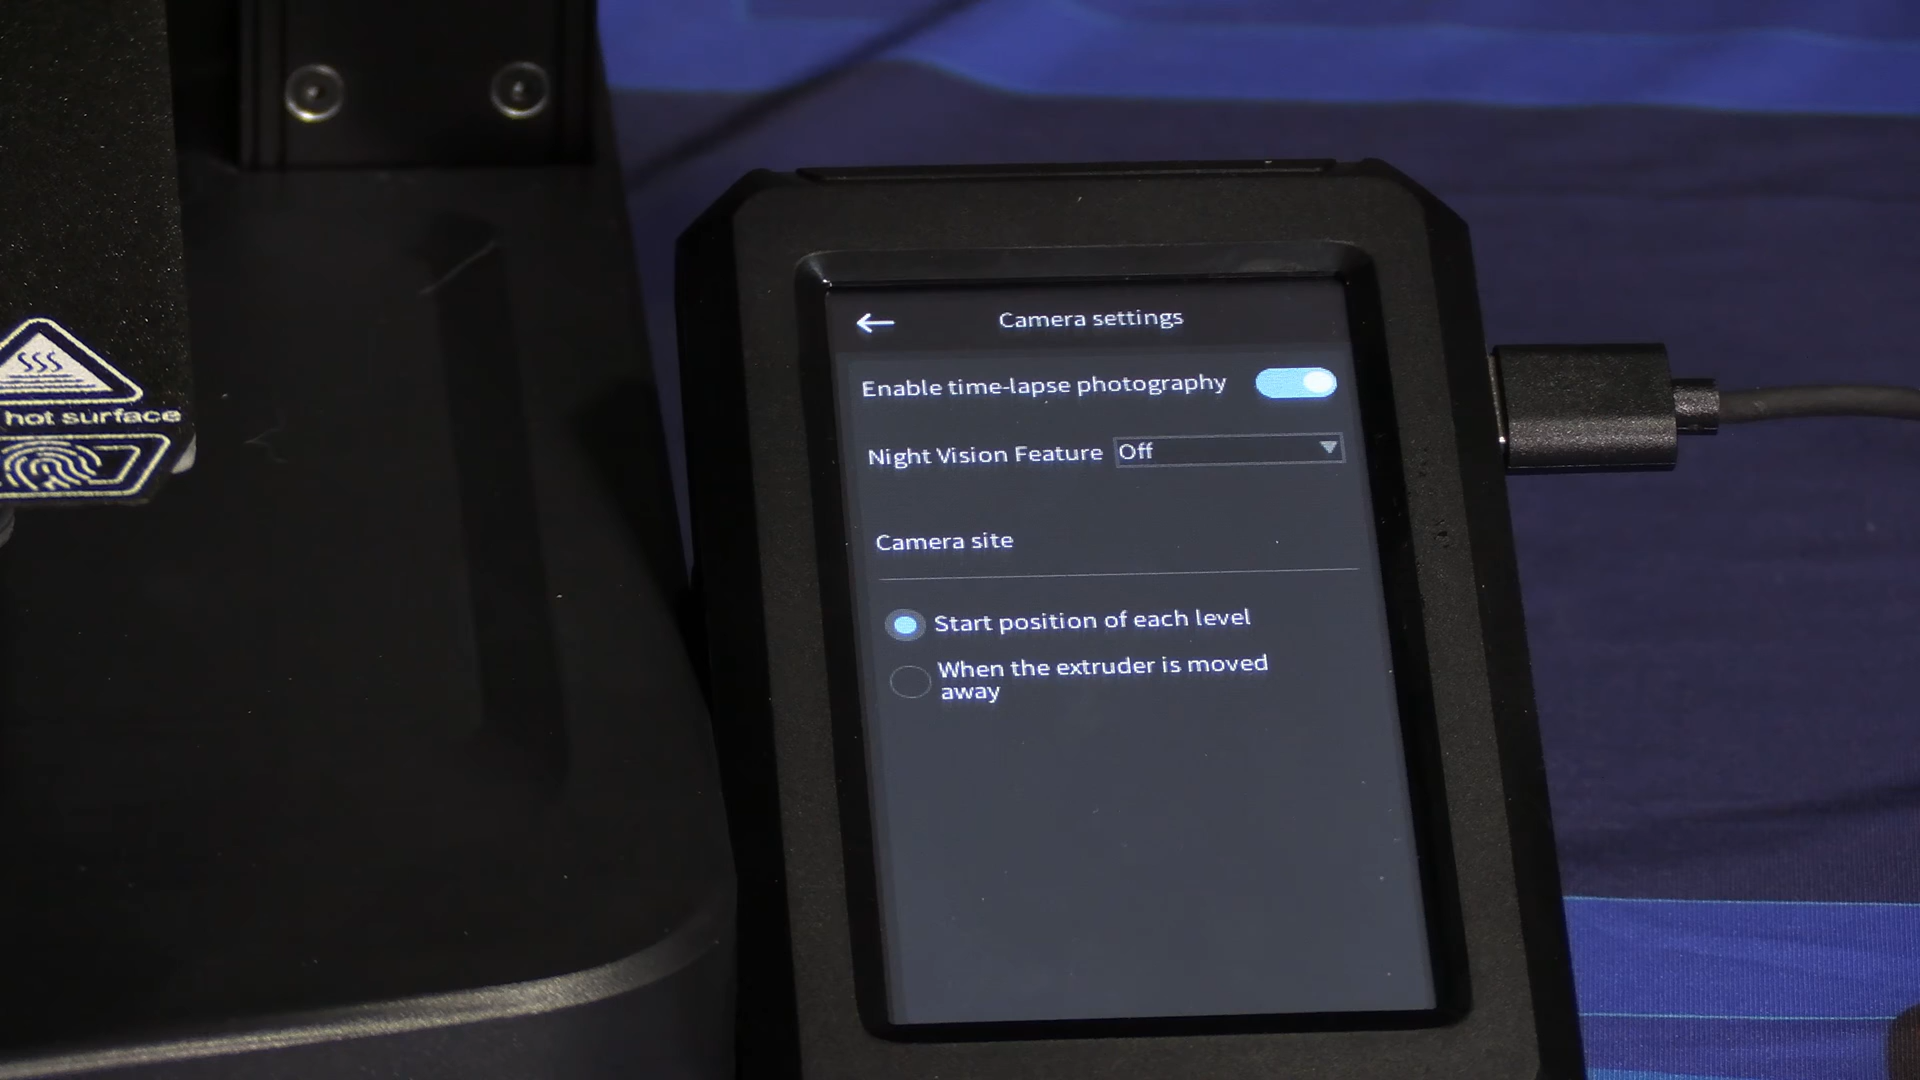 Camera settings
Enable time-lapse photography
Night Vision Feature Off
Camera site
Start position of each level
When the extruder is moved
away
hot surface